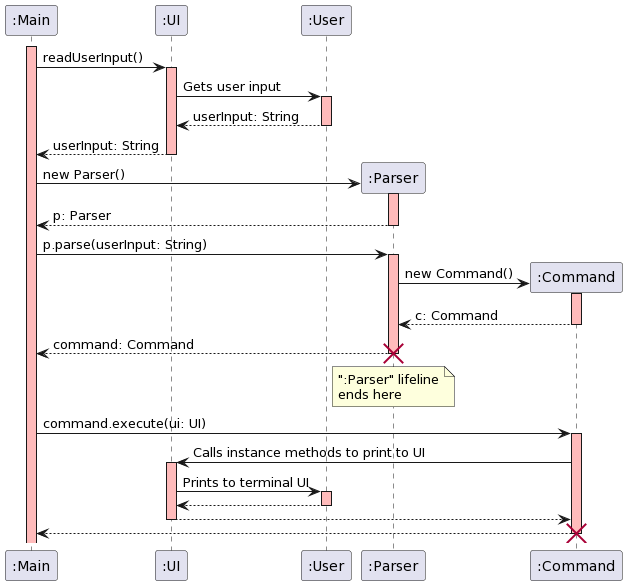 :Main
:UI
:User
readUserInput()
Gets user input
userInput: String
userInput: String
:Parser
new Parser()
p: Parser
p.parse(userInput: String)
:Command
new Command()
c: Command
command: Command
":Parser" lifeline
ends here
command.execute(ui: UI)
Calls instance methods to print to UI
Prints to terminal UI
:Main
:UI
:User
:Parser
:Command